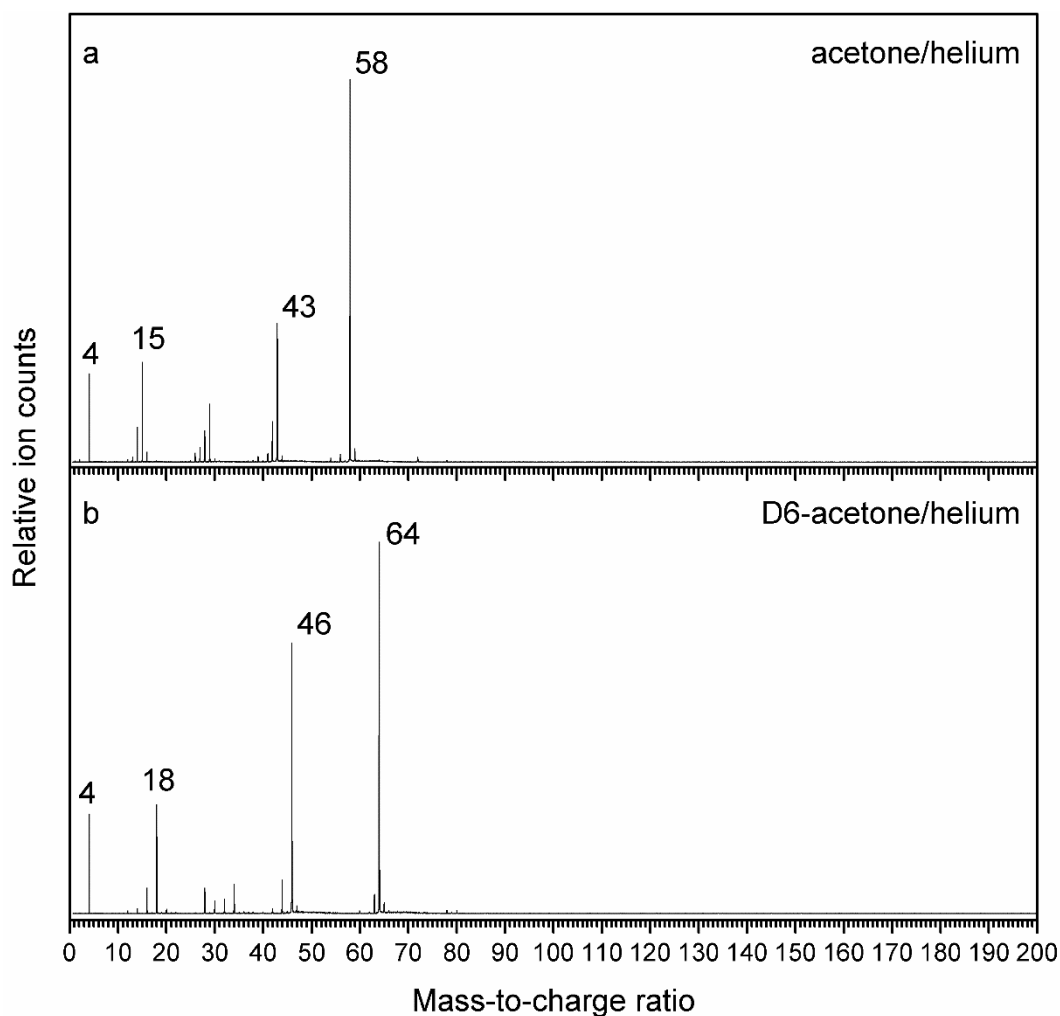 a
acetone/helium
58
43
15
4
b
D6-acetone/helium
64
46
18
4
Relative ion counts
0 10 20 30 40 50 60 70 80 90 100 110 120 130 140 150 160 170 180 190 200
Mass-to-charge ratio